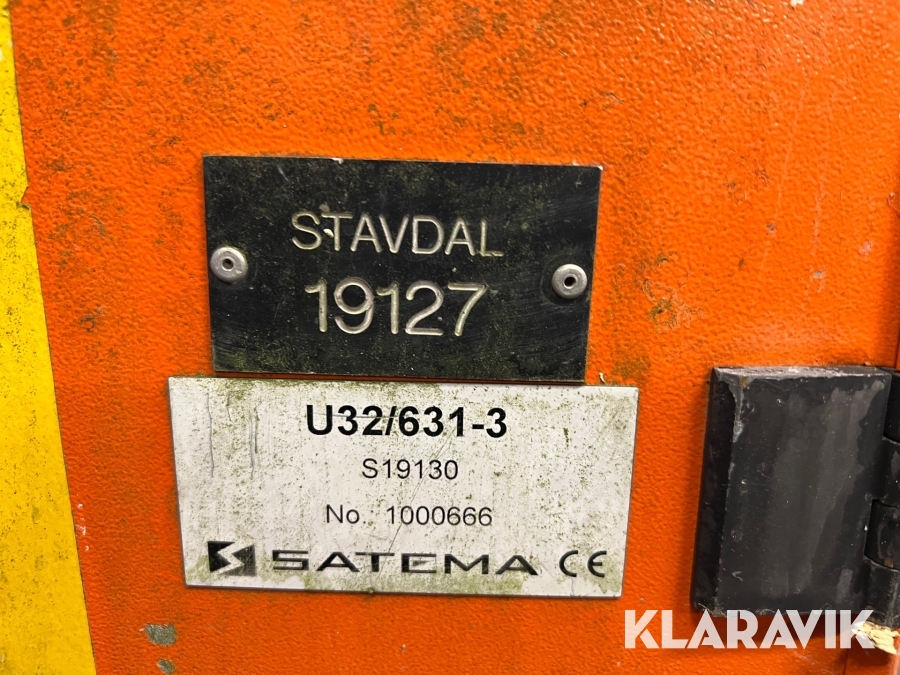 STAVDAL
19127
U32/631-3
S19130
No 1000666
SATEMA CE
KLARAVIK